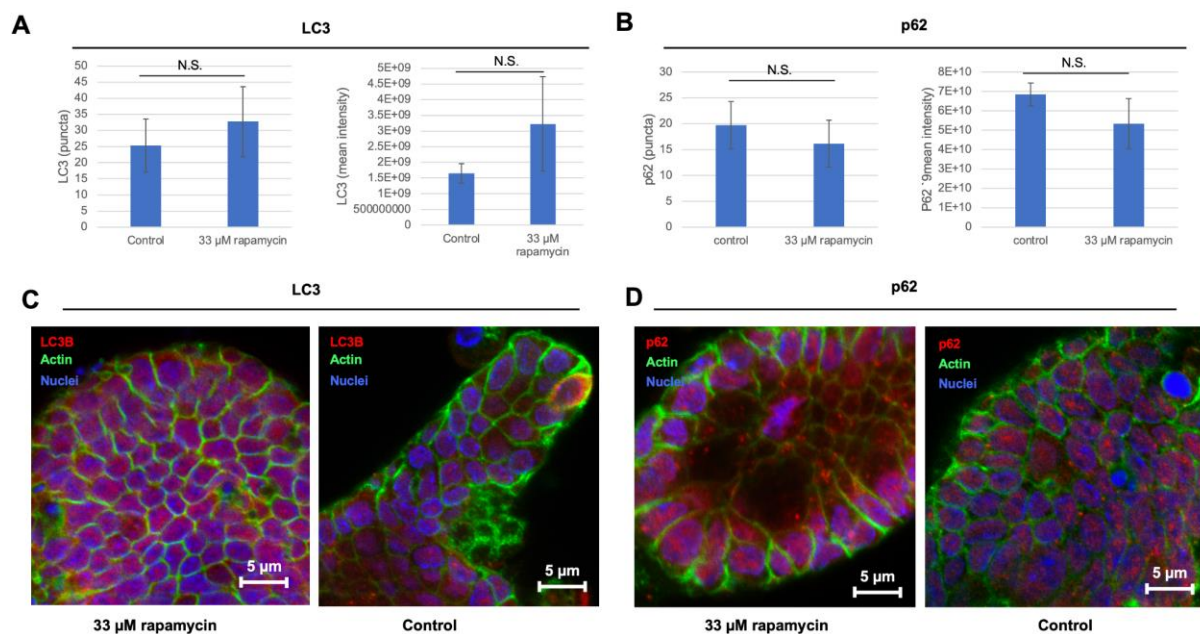 A
LC3
50
45
40
35
30
25
20
15
10
5
0
LC3 (puncta)
N.S.
Control
33 µM rapamycin
5E+09
4.5E+09
4E+09
3.5E+09
3E+09
2.5E+09
2E+09
1.5E+09
1E+09
500000000
0
LC3 (mean intensity)
N.S.
Control
33 µM
rapamycin
B
p62
30
25
20
15
10
5
0
p62 (puncta)
N.S.
control
33 µM rapamycin
8E+10
7E+10
6E+10
5E+10
4E+10
3E+10
2E+10
1E+10
0
P62 `9mean intensity)
N.S.
control
33 µM rapamycin
C
LC3
LC3B
Actin
Nuclei
5 µm
33 µM rapamycin
LC3B
Actin
Nuclei
5 µm
Control
D
p62
p62
Actin
Nuclei
5 µm
33 µM rapamycin
p62
Actin
Nuclei
5 µm
Control